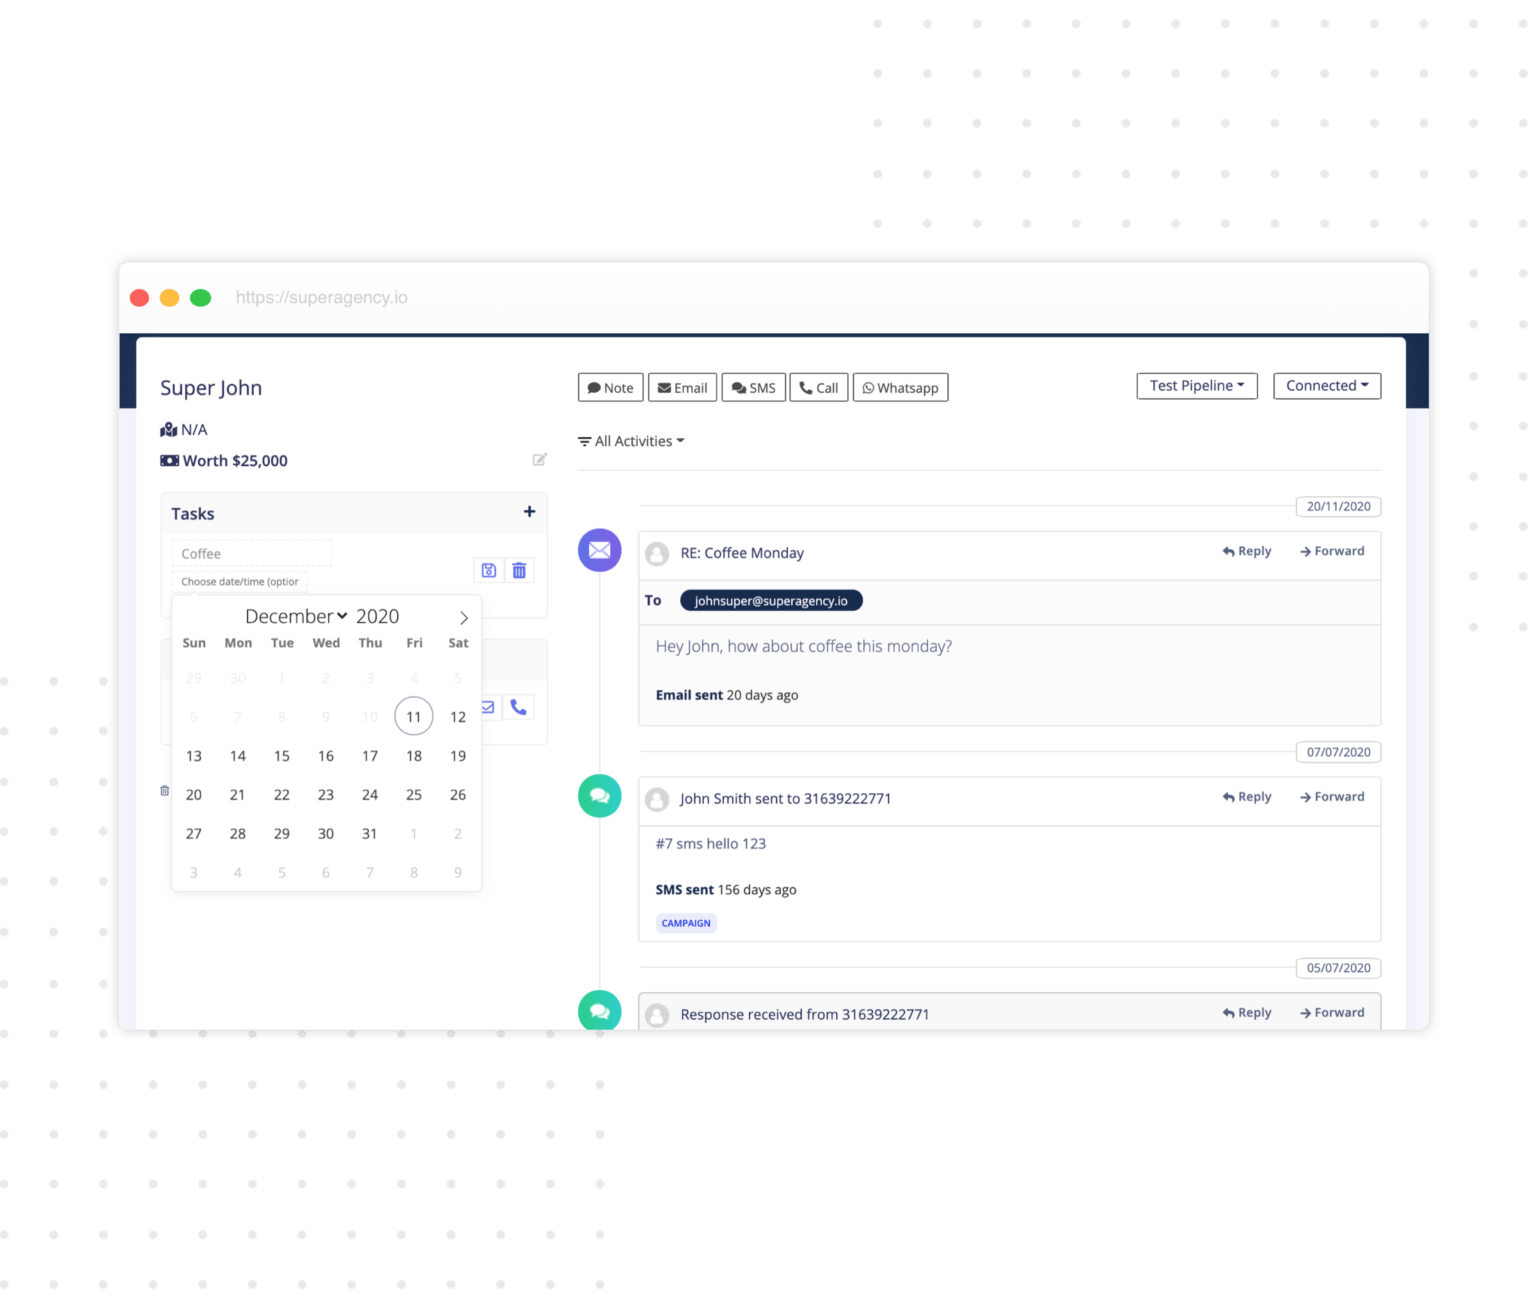 https://superagency.io
Super John
N/A
Worth $25,000
Tasks
Coffee
Choose date/time (optior
December 2020
Sun Mon Tue Wed Thu Fri Sat
29 30 1 2 3 4 5
6 7 8 9 10 11 12
13 14 15 16 17 18 19
20 21 22 23 24 25 26
27 28 29 30 31 1 2
3 4 5 6 7 8 9
Note Email SMS Call Whatsapp
Test Pipeline Connected
All Activities
20/11/2020
RE: Coffee Monday Reply Forward
To johnsuper@superagency.io
Hey John, how about coffee this monday?
Email sent 20 days ago
07/07/2020
John Smith sent to 31639222771 Reply Forward
#7 sms hello 123
SMS sent 156 days ago
CAMPAIGN
05/07/2020
Response received from 31639222771 Reply Forward